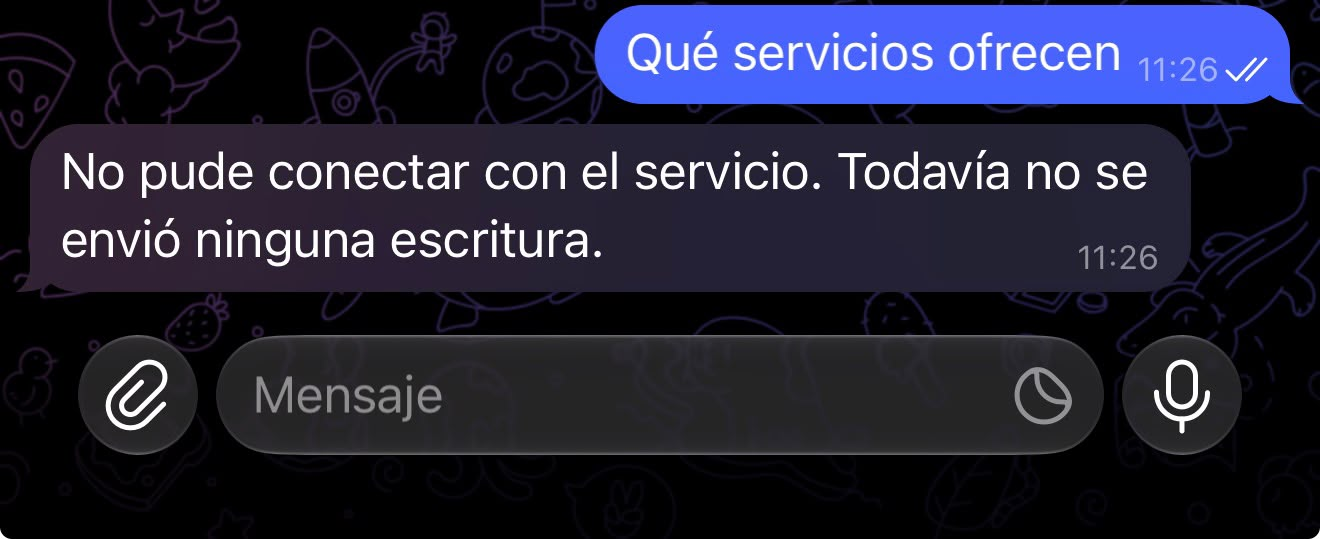 Qué servicios ofrecen 11:26
No pude conectar con el servicio. Todavía no se
envió ninguna escritura. 11:26
Mensaje